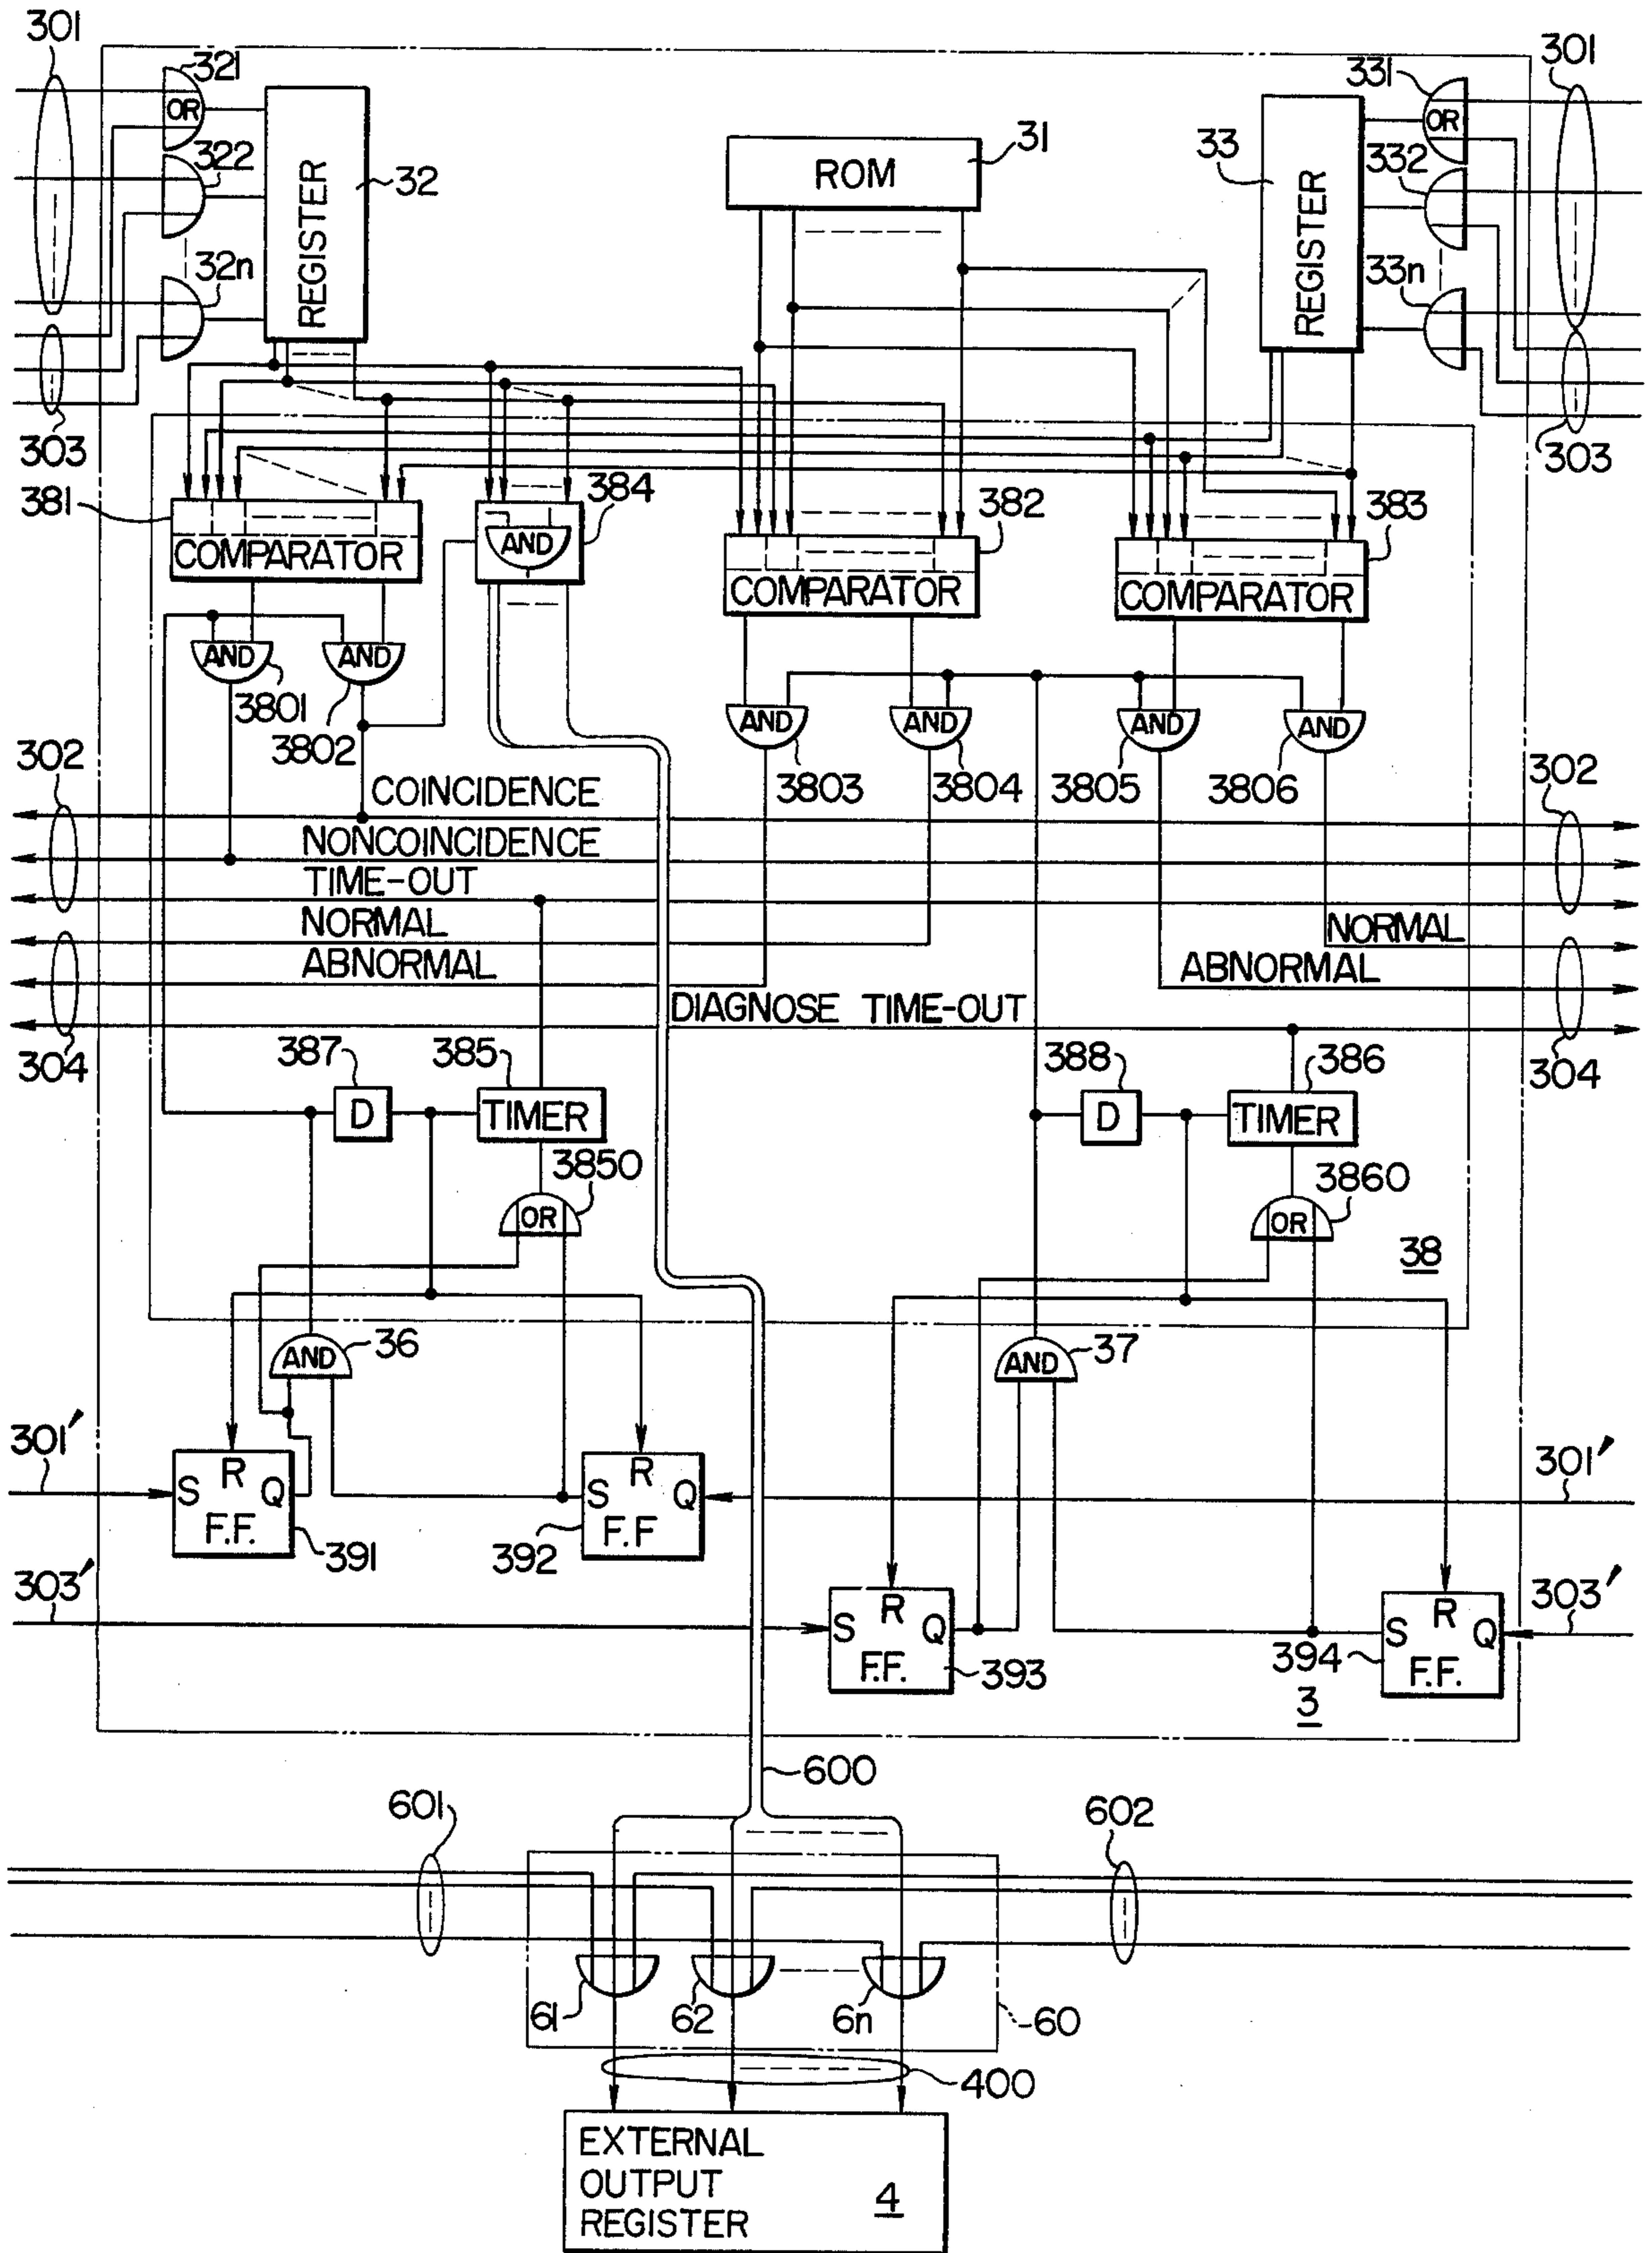 301
321
OR
322
32n
303
REGISTER
32
31
ROM
33
REGISTER
331
OR
332
33n
301
303
381
COMPARATOR
384
AND
382
COMPARATOR
383
COMPARATOR
AND
3801
AND
3802
AND
3803
AND
3804
AND
3805
AND
3806
302
COINCIDENCE
302
NONCOINCIDENCE
TIME-OUT
NORMAL
NORMAL
ABNORMAL
ABNORMAL
DIAGNOSE TIME-OUT
304
304
387
D
385
TIMER
388
D
386
TIMER
3850
OR
3860
OR
38
AND
36
AND
37
301'
S R Q
F.F.
391
S R Q
F.F
392
301'
303'
S R Q
F.F.
393
S R Q
F.F.
394
303'
3
600
601
602
61
62
6n
60
400
EXTERNAL
OUTPUT
REGISTER
4